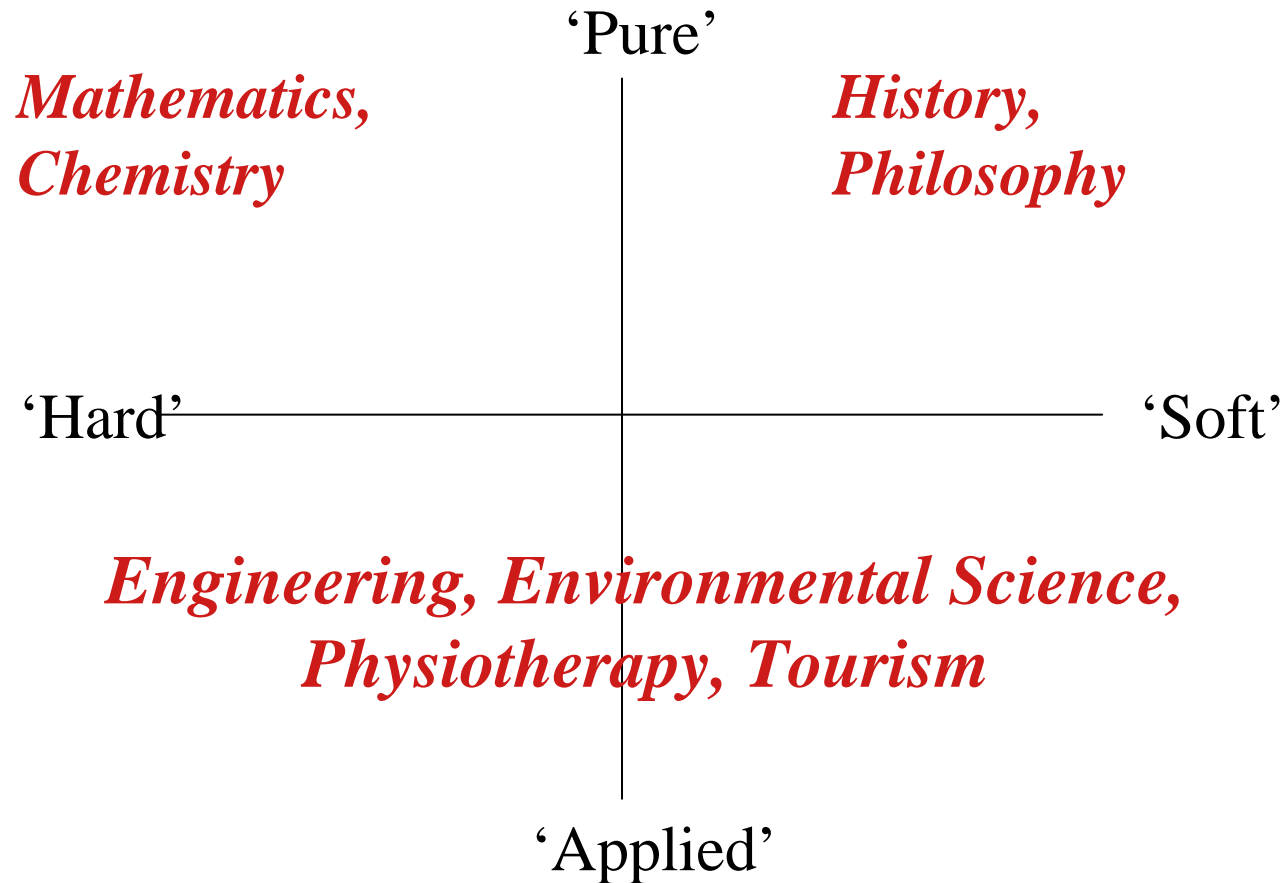 ‘Pure’
Mathematics,
Chemistry
History,
Philosophy
‘Hard’
‘Soft’
Engineering, Environmental Science,
Physiotherapy, Tourism
‘Applied’